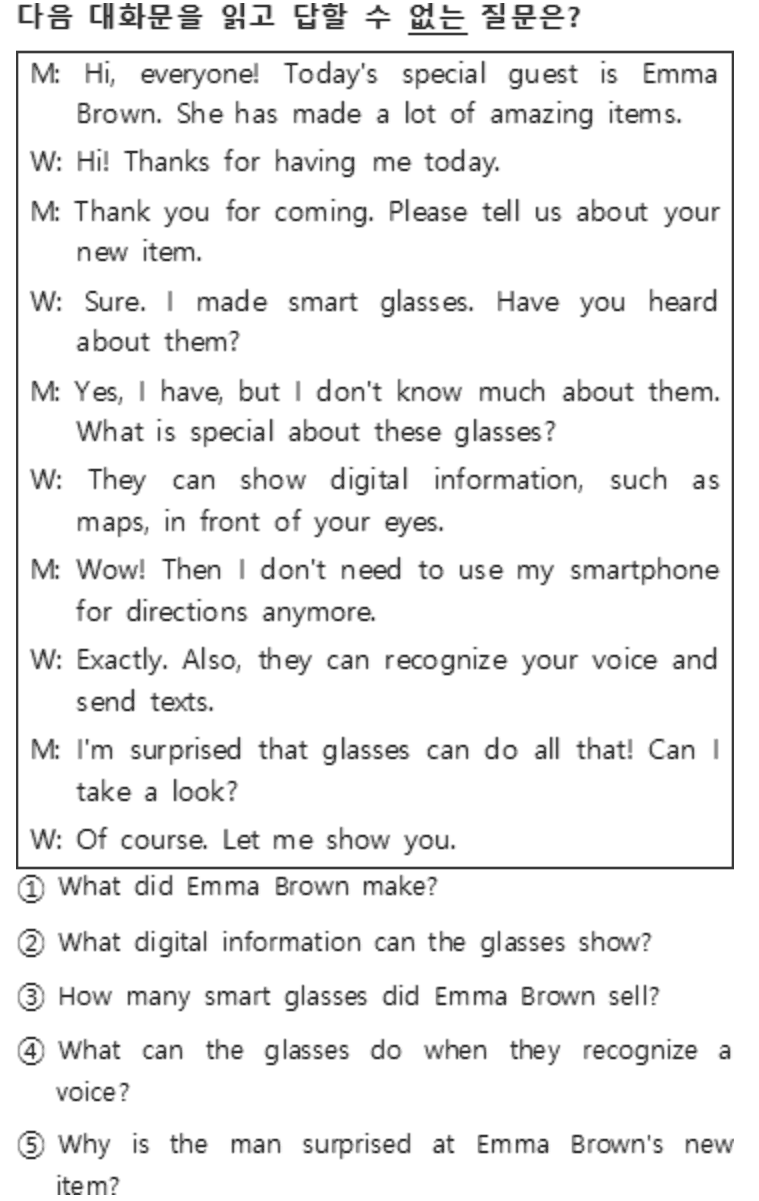 다음 대화문을 읽고 답할 수 없는 질문은?
M: Hi, everyone! Today's special guest is Emma
Brown. She has made a lot of amazing items.
W: Hi! Thanks for having me today.
M: Thank you for coming. Please tell us about your
new item.
W: Sure. I made smart glasses. Have you heard
about them?
M: Yes, I have, but I don't know much about them.
What is special about these glasses?
W: They can show digital information, such as
maps, in front of your eyes.
M: Wow! Then I don't need to use my smartphone
for directions anymore.
W: Exactly. Also, they can recognize your voice and
send texts.
M: I'm surprised that glasses can do all that! Can I
take a look?
W: Of course. Let me show you.
① What did Emma Brown make?
② What digital information can the glasses show?
③ How many smart glasses did Emma Brown sell?
④ What can the glasses do when they recognize a
voice?
⑤ Why is the man surprised at Emma Brown's new
item?